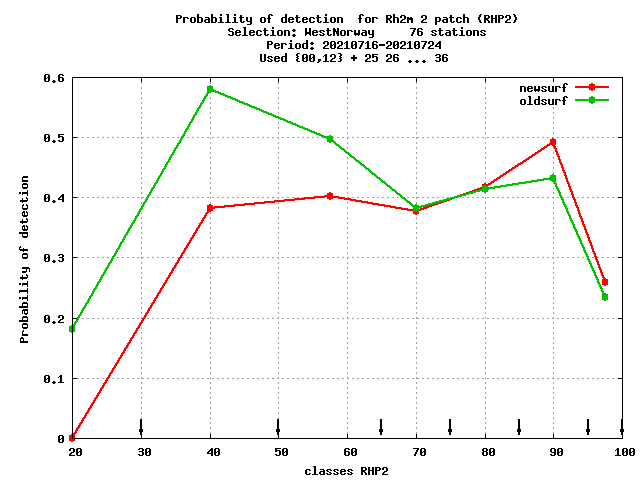 Probability of detection  for Rh2m 2 patch (RHP2)
Selection: WestNorway     76 stations
Period: 20210716-20210724
Used {00,12} + 25 26 ... 36
newsurf
oldsurf
0.6
0.5
0.4
0.3
0.2
0.1
0
Probability of detection
20 30 40 50 60 70 80 90 100
classes RHP2